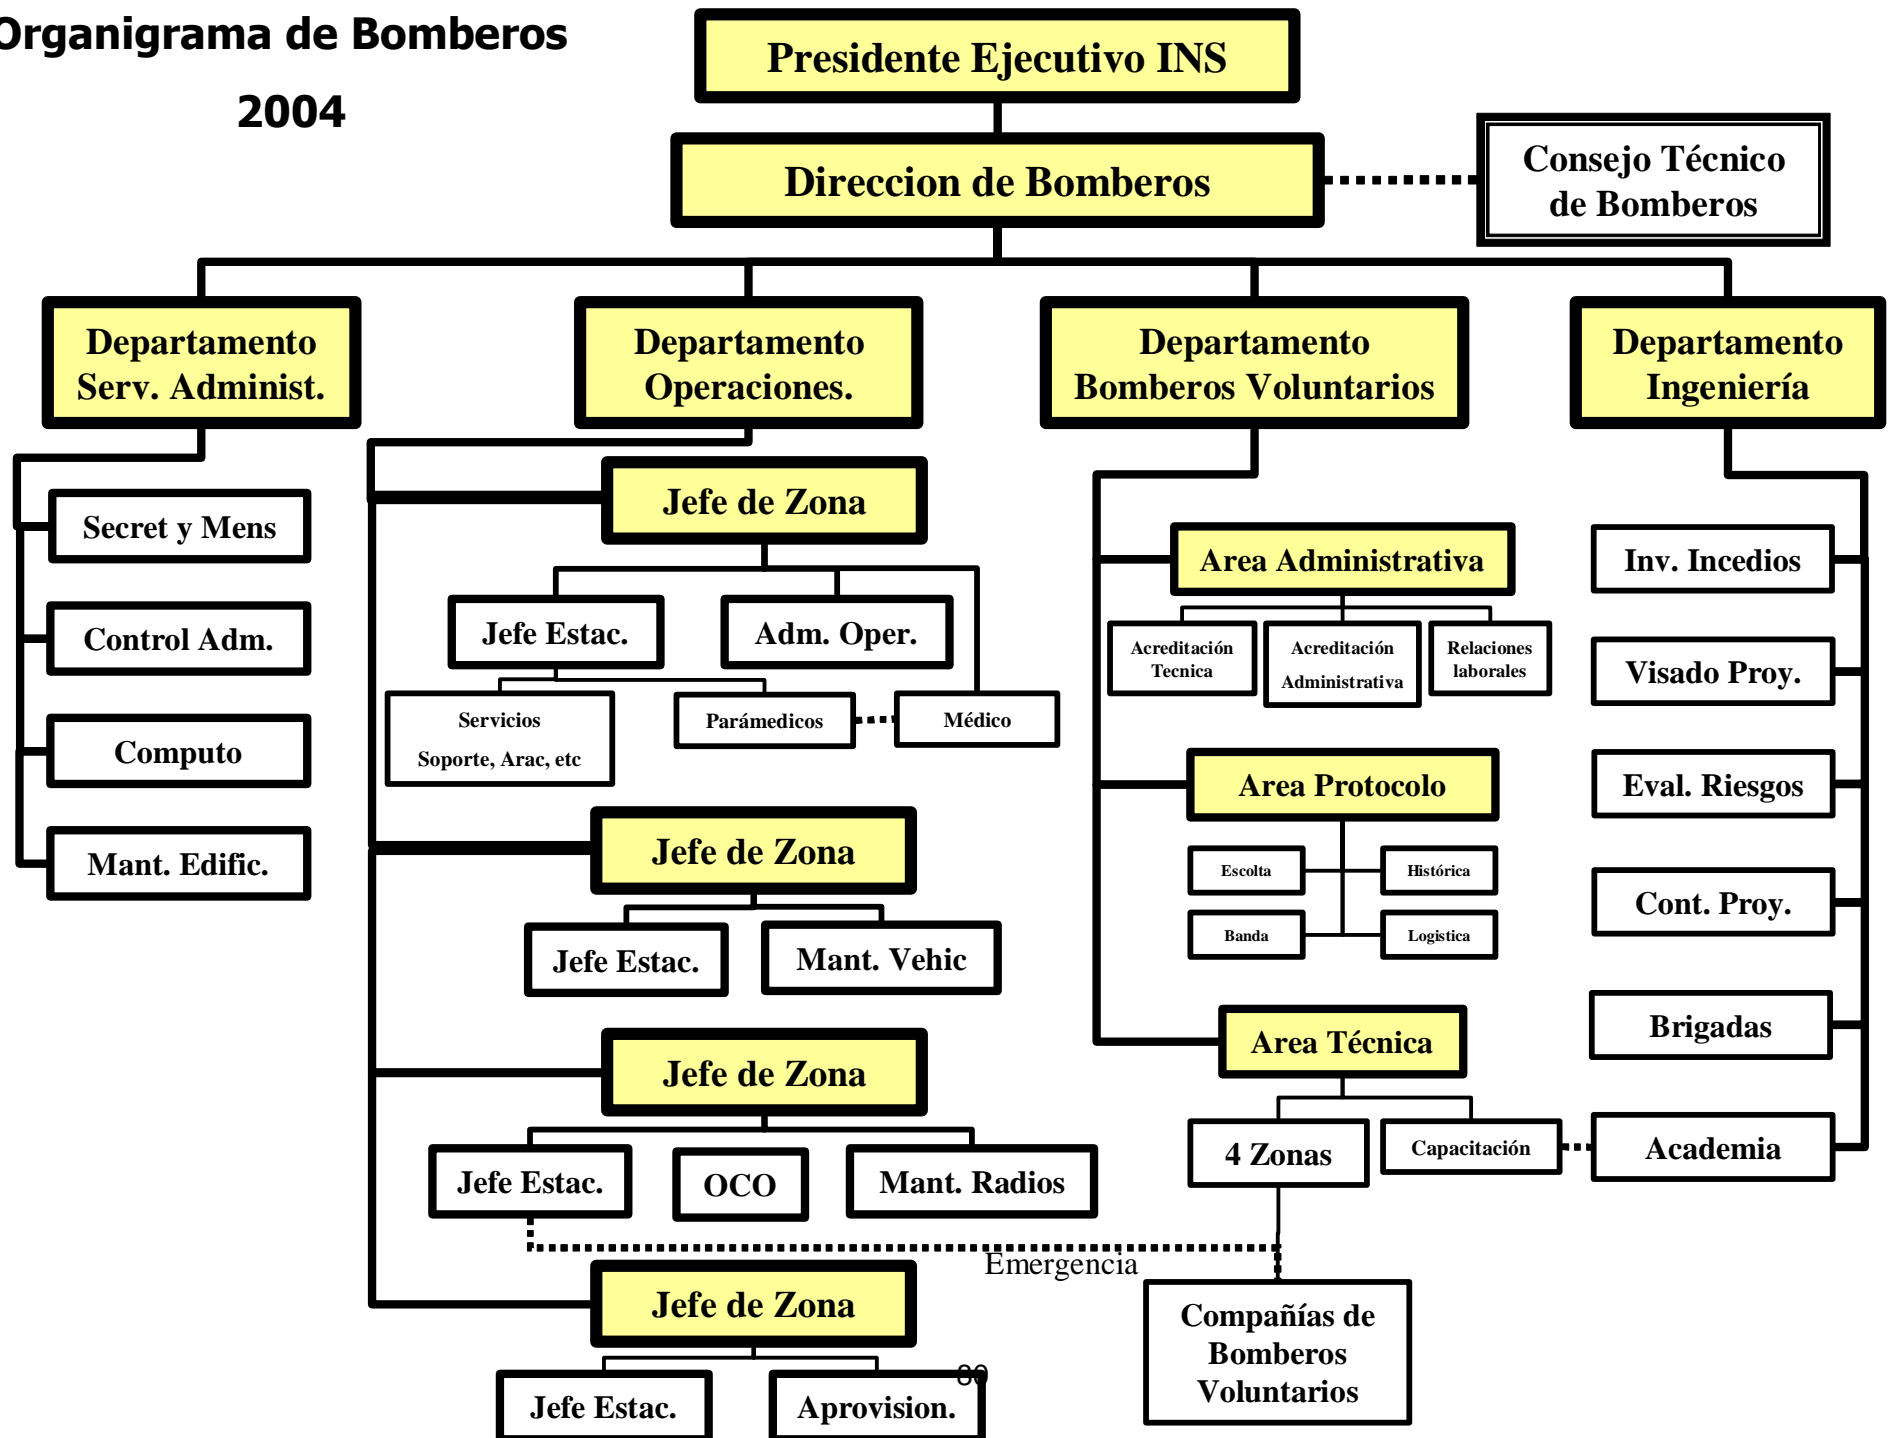 Organigrama de Bomberos
2004
Presidente Ejecutivo INS
Direccion de Bomberos
Consejo Técnico
de Bomberos
Departamento
Serv. Administ.
Departamento
Operaciones.
Departamento
Bomberos Voluntarios
Departamento
Ingeniería
Secret y Mens
Control Adm.
Computo
Mant. Edific.
Jefe de Zona
Jefe Estac.
Adm. Oper.
Servicios
Soporte, Arac, etc
Parámedicos
Médico
Jefe de Zona
Jefe Estac.
Mant. Vehic
Jefe de Zona
Jefe Estac.
OCO
Mant. Radios
Emergencia
Jefe de Zona
Jefe Estac.
Aprovision.
80
Area Administrativa
Acreditación
Tecnica
Acreditación
Administrativa
Relaciones
laborales
Area Protocolo
Escolta
Histórica
Banda
Logistica
Area Técnica
4 Zonas
Capacitación
Compañías de
Bomberos
Voluntarios
Inv. Incedios
Visado Proy.
Eval. Riesgos
Cont. Proy.
Brigadas
Academia